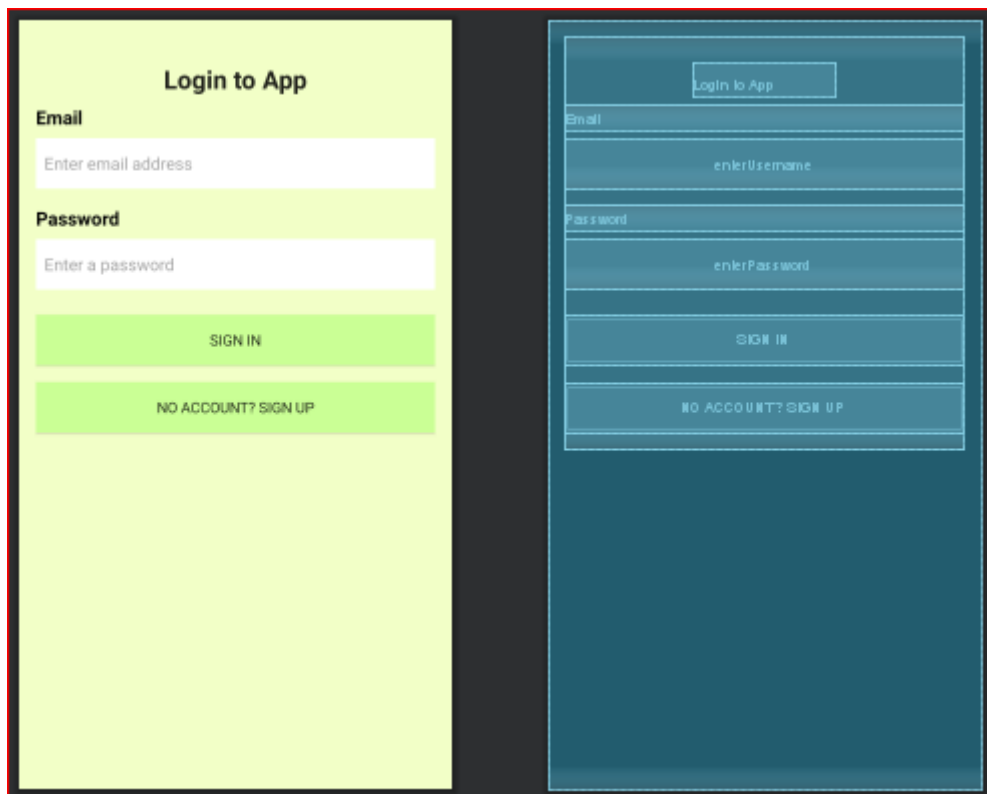 Login to App
Email
Enter email address
Password
Enter a password
SIGN IN
NO ACCOUNT? SIGN UP
Login to App
Email
enterUsername
Password
enterPassword
SIGN IN
NO ACCOUNT? SIGN UP